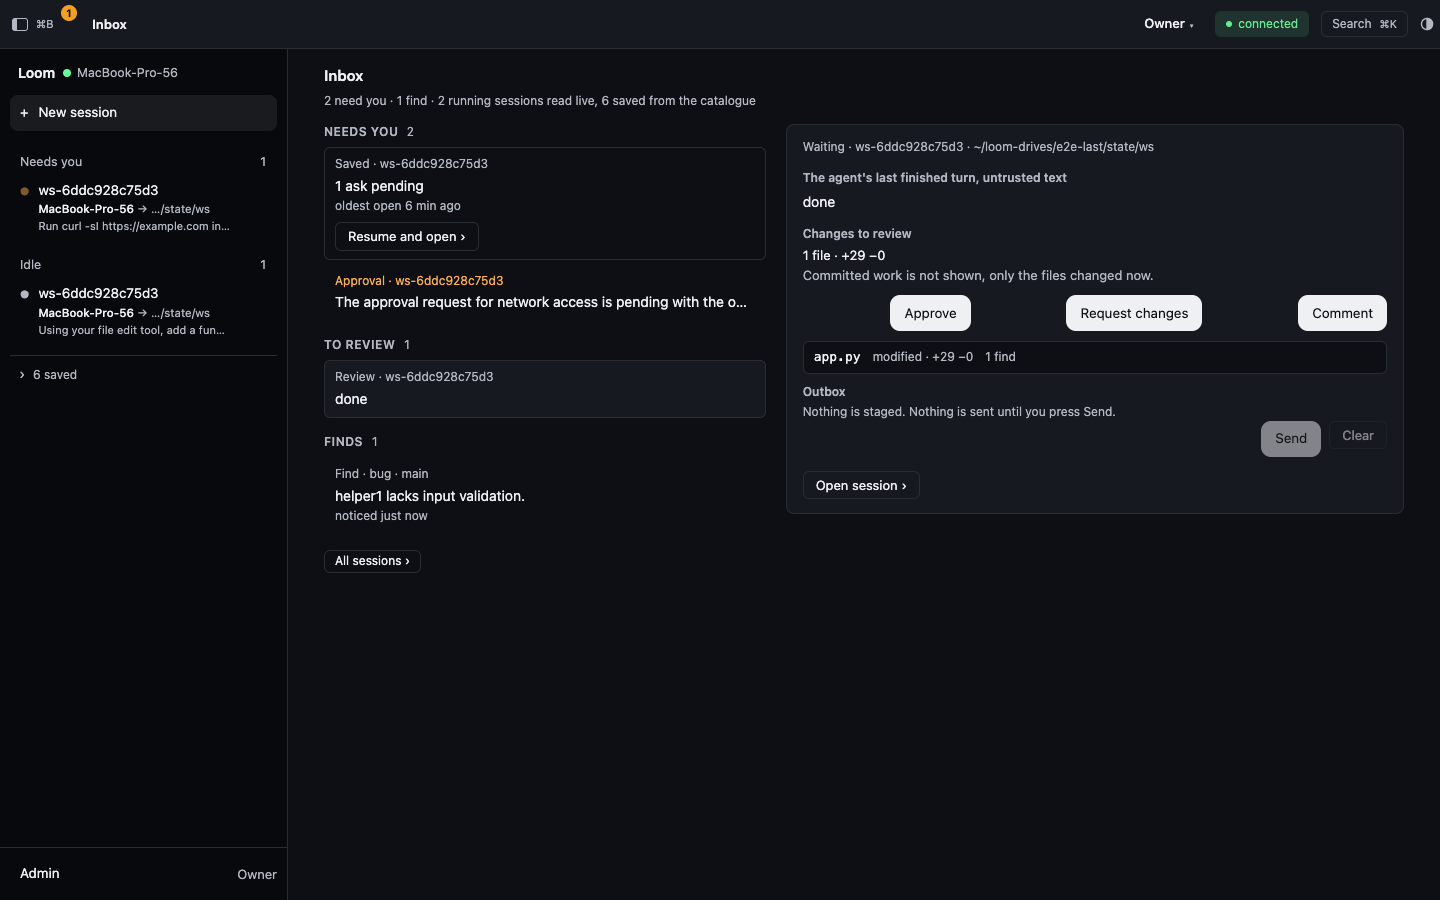 ⌘B
1
Inbox
Owner
connected
Search ⌘K
Loom MacBook-Pro-56
+ New session
Needs you 1
ws-6ddc928c75d3
MacBook-Pro-56 → .../state/ws
Run curl -sI https://example.com in...
Idle 1
ws-6ddc928c75d3
MacBook-Pro-56 → .../state/ws
Using your file edit tool, add a fun...
› 6 saved
Admin Owner
Inbox
2 need you · 1 find · 2 running sessions read live, 6 saved from the catalogue
NEEDS YOU 2
Saved · ws-6ddc928c75d3
1 ask pending
oldest open 6 min ago
Resume and open ›
Approval · ws-6ddc928c75d3
The approval request for network access is pending with the o...
TO REVIEW 1
Review · ws-6ddc928c75d3
done
FINDS 1
Find · bug · main
helper1 lacks input validation.
noticed just now
All sessions ›
Waiting · ws-6ddc928c75d3 · ~/loom-drives/e2e-last/state/ws
The agent's last finished turn, untrusted text
done
Changes to review
1 file · +29 −0
Committed work is not shown, only the files changed now.
Approve Request changes Comment
app.py modified · +29 −0 1 find
Outbox
Nothing is staged. Nothing is sent until you press Send.
Send Clear
Open session ›